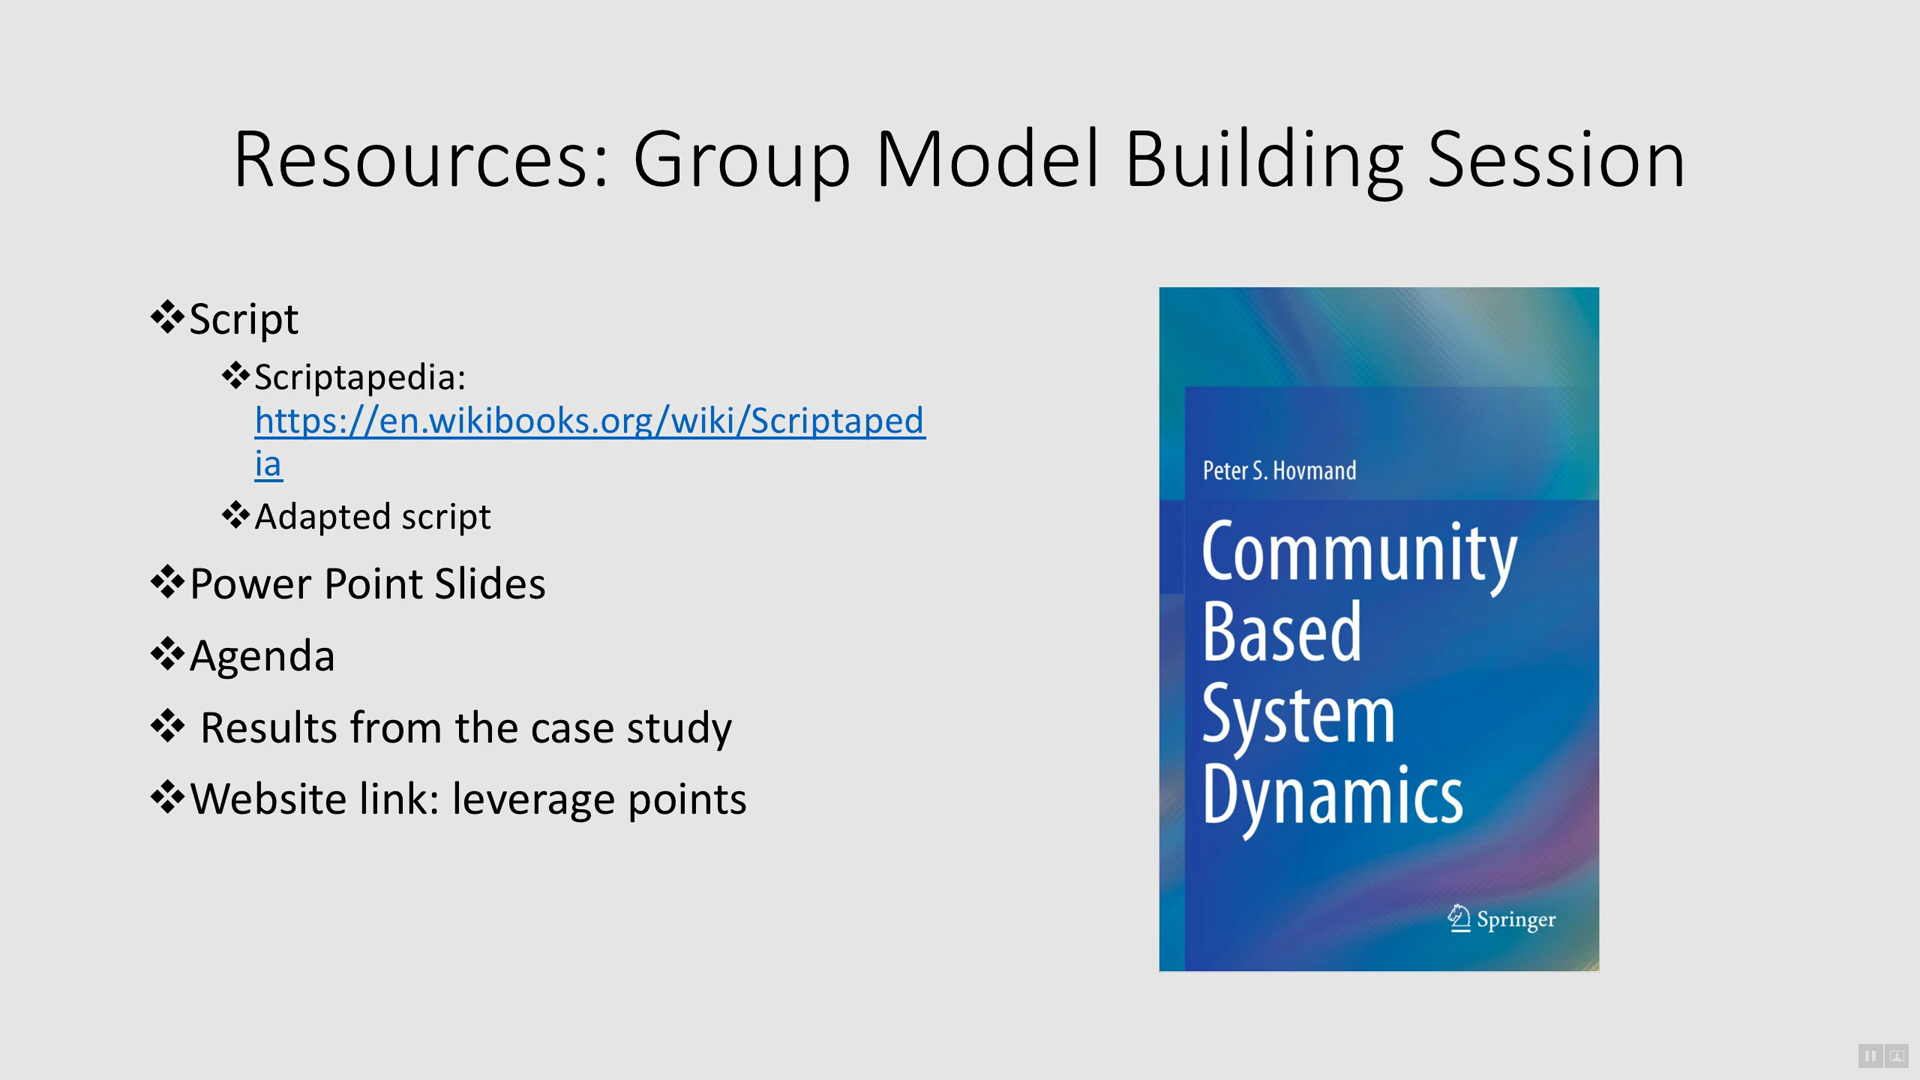 Resources: Group Model Building Session
❖Script
❖Scriptapedia:
https://en.wikibooks.org/wiki/Scriptaped
ia
❖Adapted script
❖Power Point Slides
❖Agenda
❖ Results from the case study
❖Website link: leverage points
Peter S. Hovmand
Community
Based
System
Dynamics
Springer